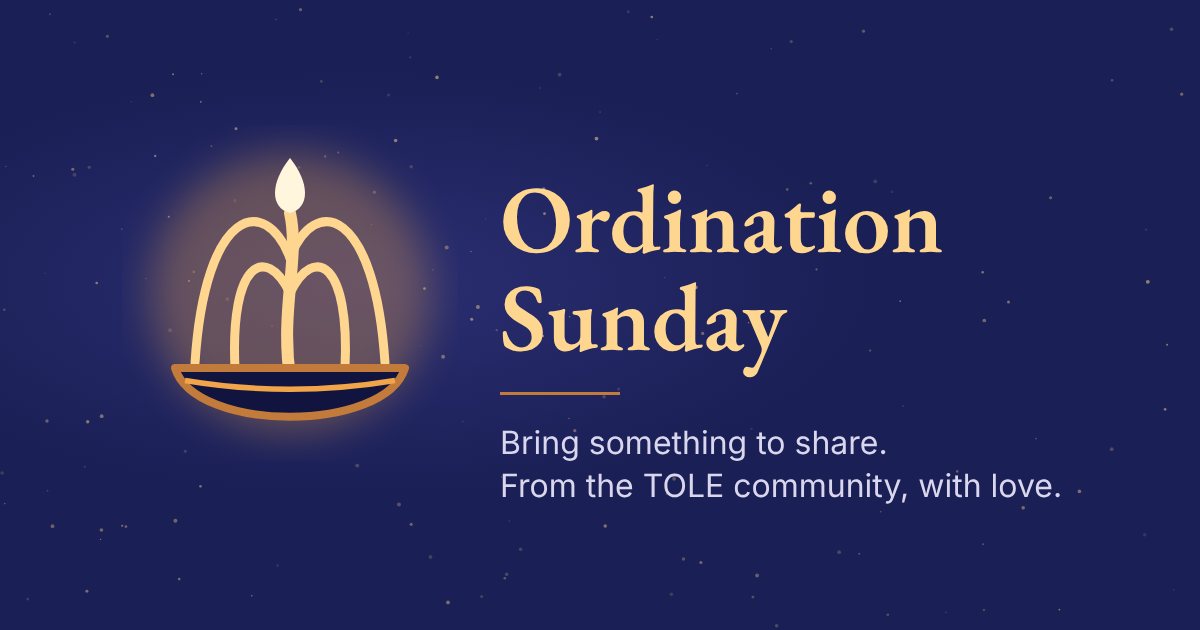 Ordination
Sunday
Bring something to share.
From the TOLE community, with love.